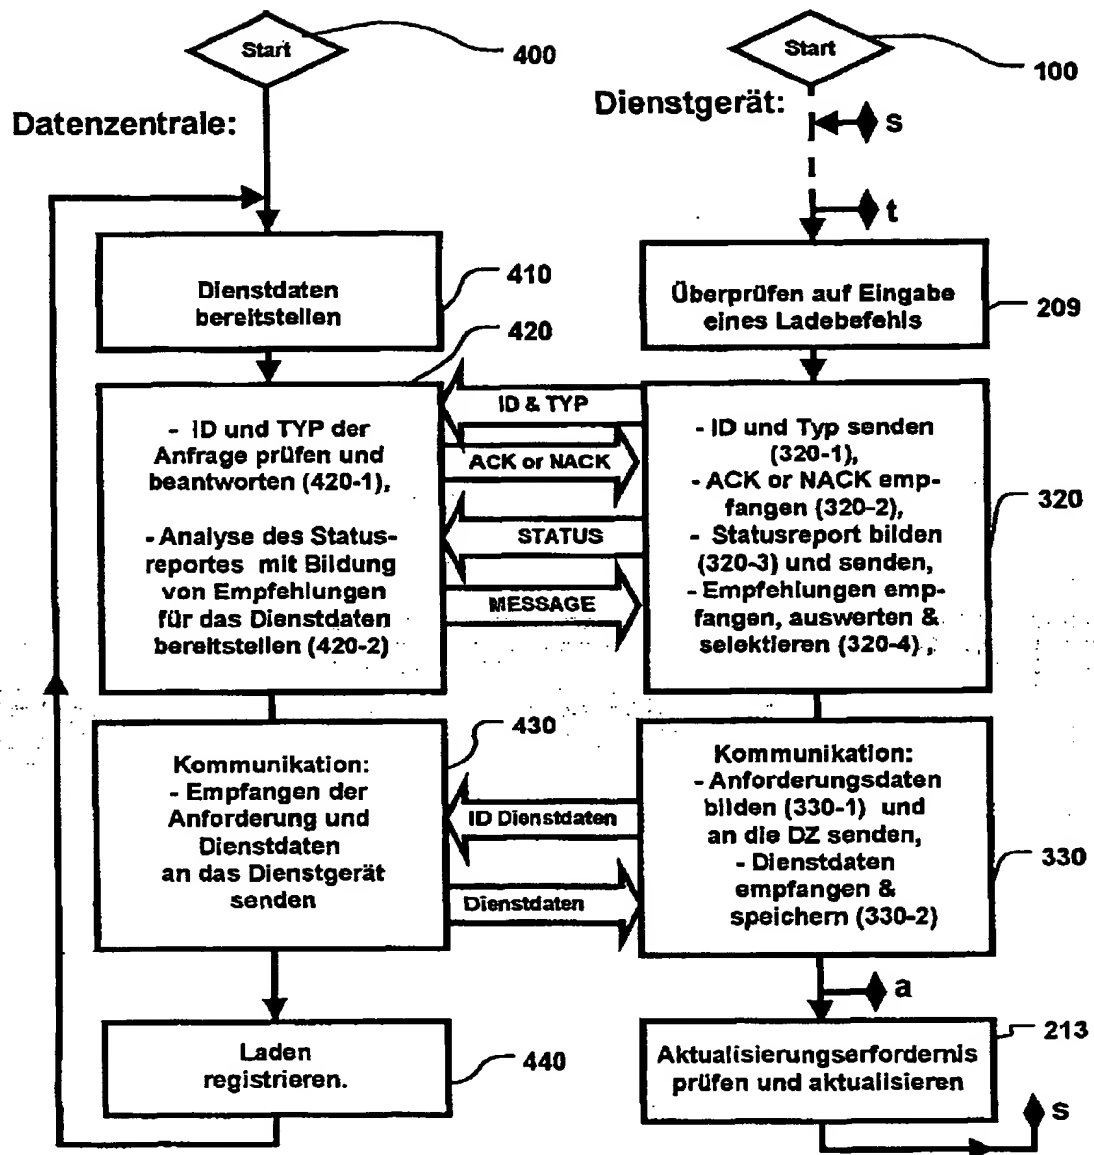 Start
400
Datenzentrale:
Dienstdaten
bereitstellen
410
420
- ID und TYP der
Anfrage prüfen und
beantworten (420-1),
- Analyse des Status-
reportes mit Bildung
von Empfehlungen
für das Dienstdaten
bereitstellen (420-2)
430
Kommunikation:
- Empfangen der
Anforderung und
Dienstdaten
an das Dienstgerät
senden
Laden
registrieren.
440
ID & TYP
ACK or NACK
STATUS
MESSAGE
ID Dienstdaten
Dienstdaten
Start
100
Dienstgerät:
s
t
Überprüfen auf Eingabe
eines Ladebefehls
209
- ID und Typ senden
(320-1),
- ACK or NACK emp-
fangen (320-2),
- Statusreport bilden
(320-3) und senden,
- Empfehlungen emp-
fangen, auswerten &
selektieren (320-4) ,
320
Kommunikation:
- Anforderungsdaten
bilden (330-1) und
an die DZ senden,
- Dienstdaten
empfangen &
speichern (330-2)
330
a
213
Aktualisierungserfordernis
prüfen und aktualisieren
s